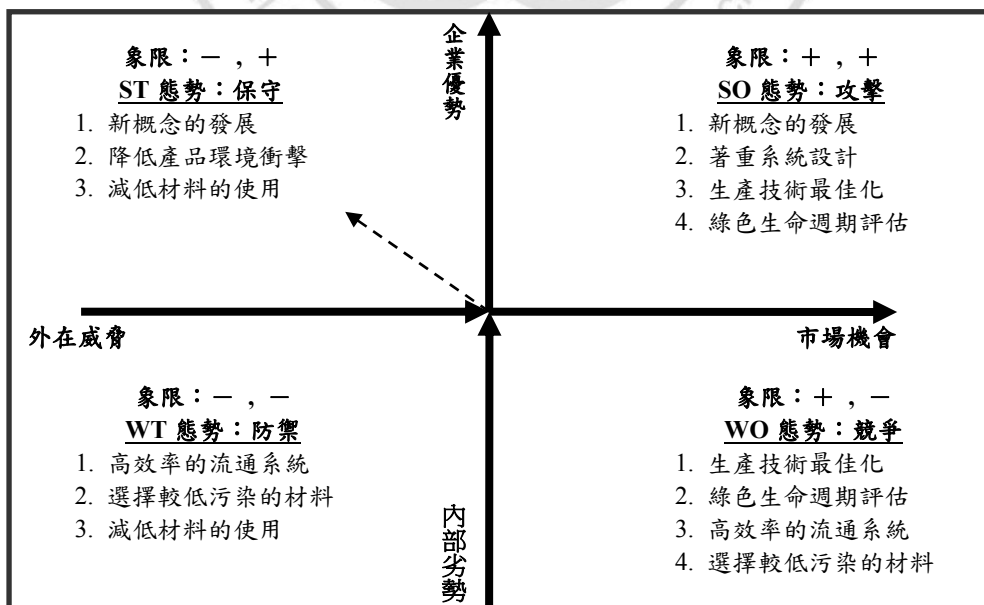 象限：－ , ＋
ST 態勢：保守
1. 新概念的發展
2. 降低產品環境衝擊
3. 減低材料的使用
企業優勢
象限：＋ , ＋
SO 態勢：攻擊
1. 新概念的發展
2. 著重系統設計
3. 生產技術最佳化
4. 綠色生命週期評估
外在威脅
市場機會
象限：－ , －
WT 態勢：防禦
1. 高效率的流通系統
2. 選擇較低污染的材料
3. 減低材料的使用
內部劣勢
象限：＋ , －
WO 態勢：競爭
1. 生產技術最佳化
2. 綠色生命週期評估
3. 高效率的流通系統
4. 選擇較低污染的材料